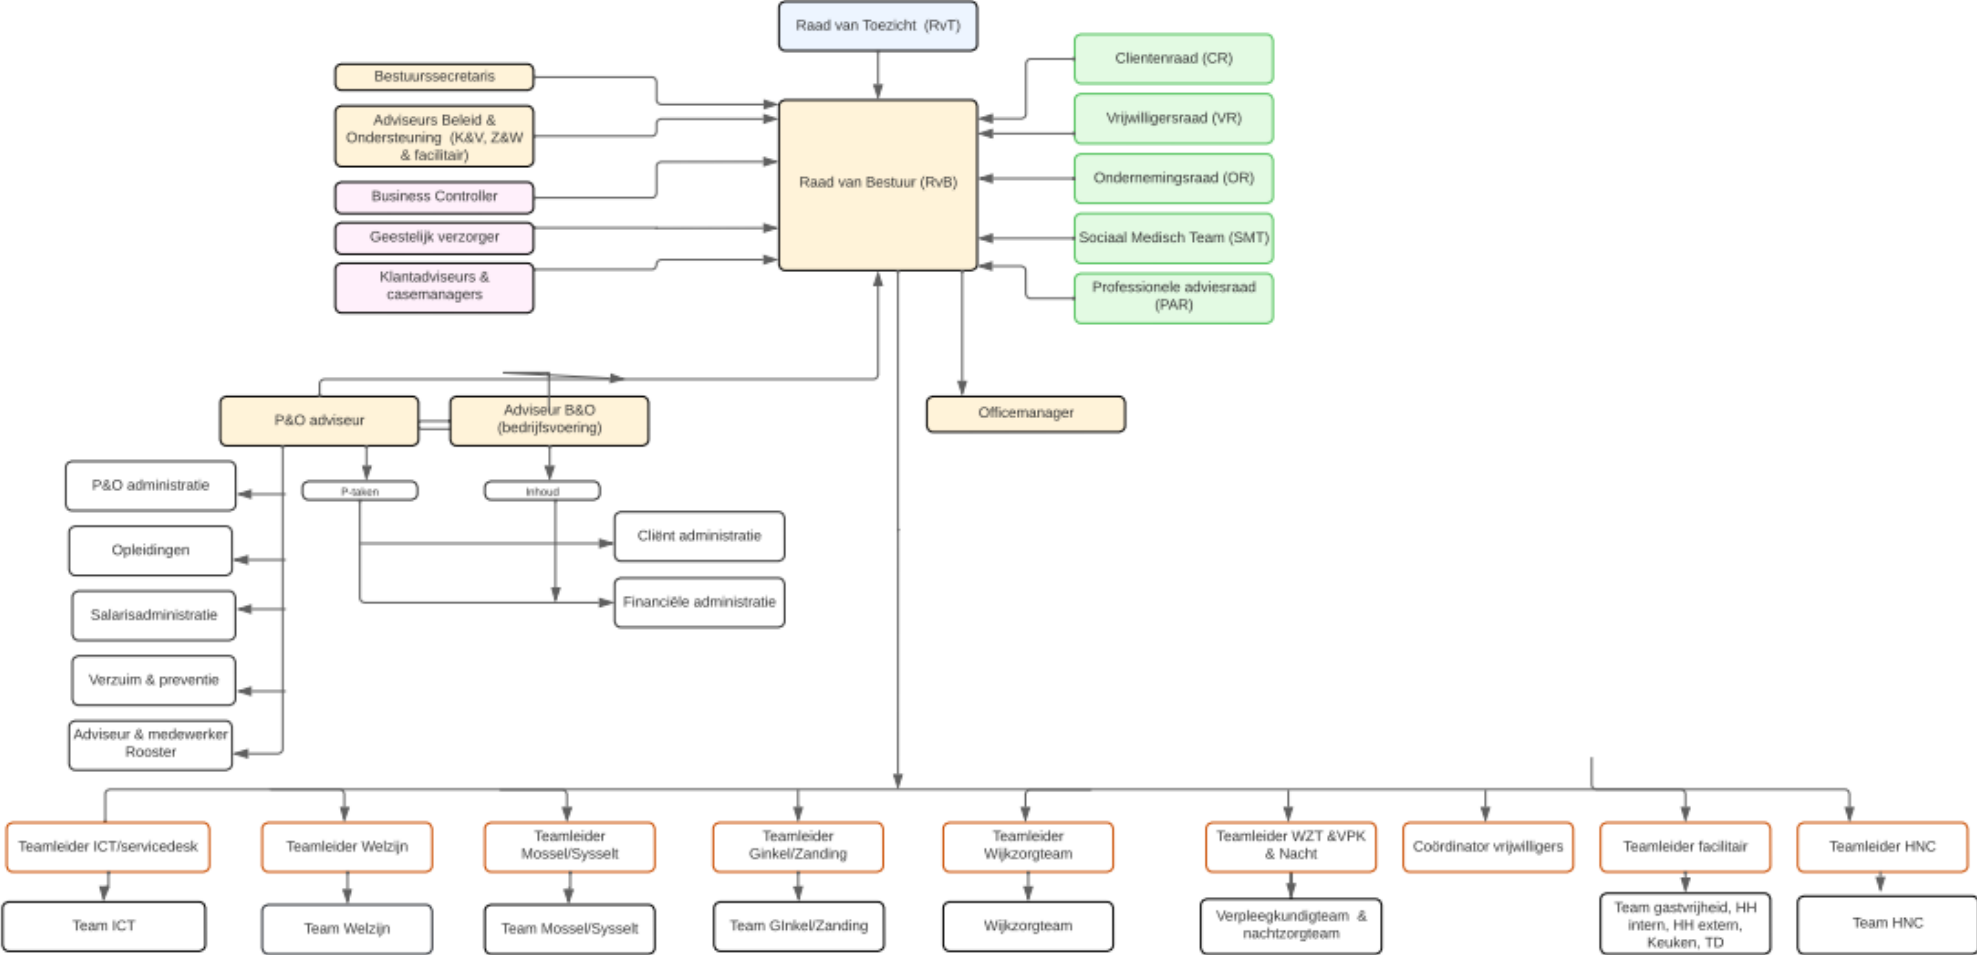 Raad van Toezicht  (RvT)
Bestuurssecretaris
Adviseurs Beleid &
Ondersteuning  (K&V, Z&W
& facilitair)
Business Controller
Geestelijk verzorger
Klantadviseurs &
casemanagers
Raad van Bestuur (RvB)
Clientenraad (CR)
Vrijwilligersraad (VR)
Ondernemingsraad (OR)
Sociaal Medisch Team (SMT)
Professionele adviesraad
(PAR)
P&O adviseur
Adviseur B&O
(bedrijfsvoering)
Officemanager
P&O administratie
Opleidingen
Salarisadministratie
Verzuim & preventie
Adviseur & medewerker
Rooster
P-taken
Inhoud
Cliënt administratie
Financiële administratie
Teamleider ICT/servicedesk
Teamleider Welzijn
Teamleider
Mossel/Sysselt
Teamleider
Ginkel/Zanding
Teamleider
Wijkzorgteam
Teamleider WZT &VPK
& Nacht
Coördinator vrijwilligers
Teamleider facilitair
Teamleider HNC
Team ICT
Team Welzijn
Team Mossel/Sysselt
Team GInkel/Zanding
Wijkzorgteam
Verpleegkundigteam  &
nachtzorgteam
Team gastvrijheid, HH
intern, HH extern,
Keuken, TD
Team HNC